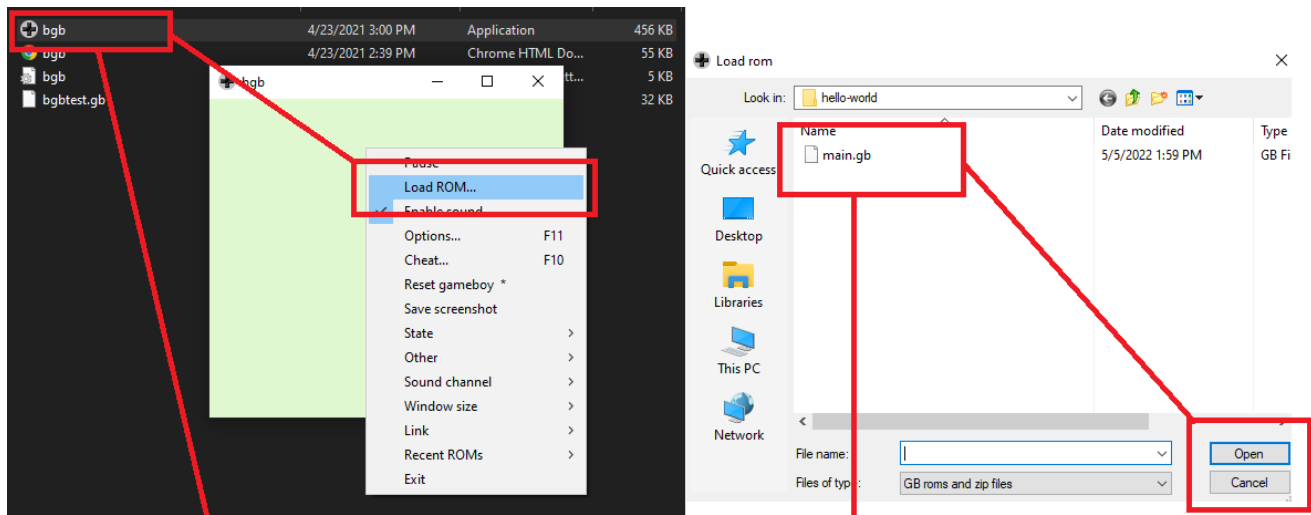 bgb 4/23/2021 3:00 PM Application 456 KB
bgb 4/23/2021 2:39 PM Chrome HTML Do... 55 KB
bgb tt... 5 KB
bgbtest.gb 32 KB
bgb
Pause
Load ROM...
Enable sound
Options... F11
Cheat... F10
Reset gameboy *
Save screenshot
State
Other
Sound channel
Window size
Link
Recent ROMs
Exit
Load rom
Look in: hello-world
Name Date modified Type
main.gb 5/5/2022 1:59 PM GB Fi
Quick access
Desktop
Libraries
This PC
Network
File name: Open
Files of type: GB roms and zip files Cancel